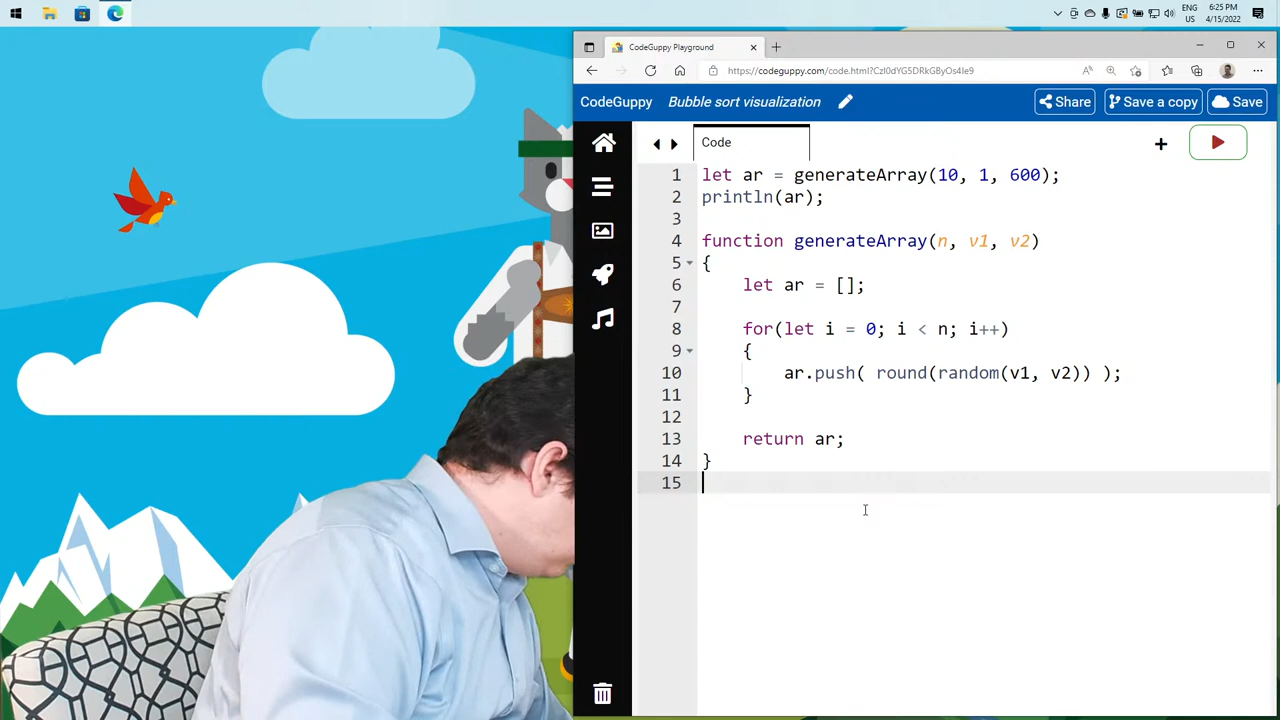 ENG
US
6:25 PM
4/15/2022
CodeGuppy Playground
https://codeguppy.com/code.html?CzI0dYG5DRkGByOs4Ie9
CodeGuppy
Bubble sort visualization
Share
Save a copy
Save
Code
1 let ar = generateArray(10, 1, 600);
2 println(ar);
3
4 function generateArray(n, v1, v2)
5 {
6 let ar = [];
7
8 for(let i = 0; i < n; i++)
9 {
10 ar.push( round(random(v1, v2)) );
11 }
12
13 return ar;
14 }
15